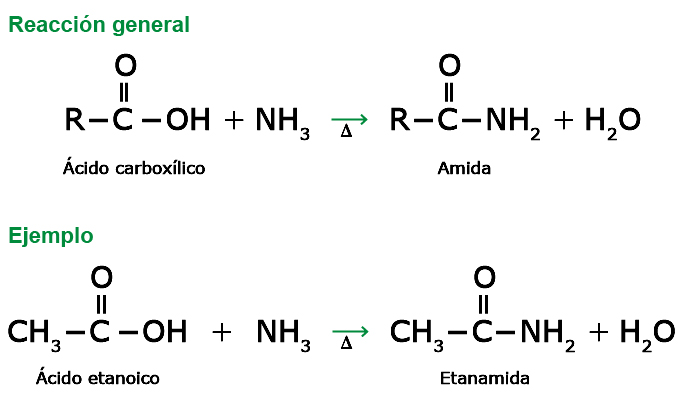 Reacción general
O
||
R–C–OH + NH₃ ⟶ R–C–NH₂ + H₂O
O
||
Δ
Ácido carboxílico Amida
Ejemplo
O O
|| ||
CH₃–C–OH + NH₃ ⟶ CH₃–C–NH₂ + H₂O
Δ
Ácido etanoico Etanamida